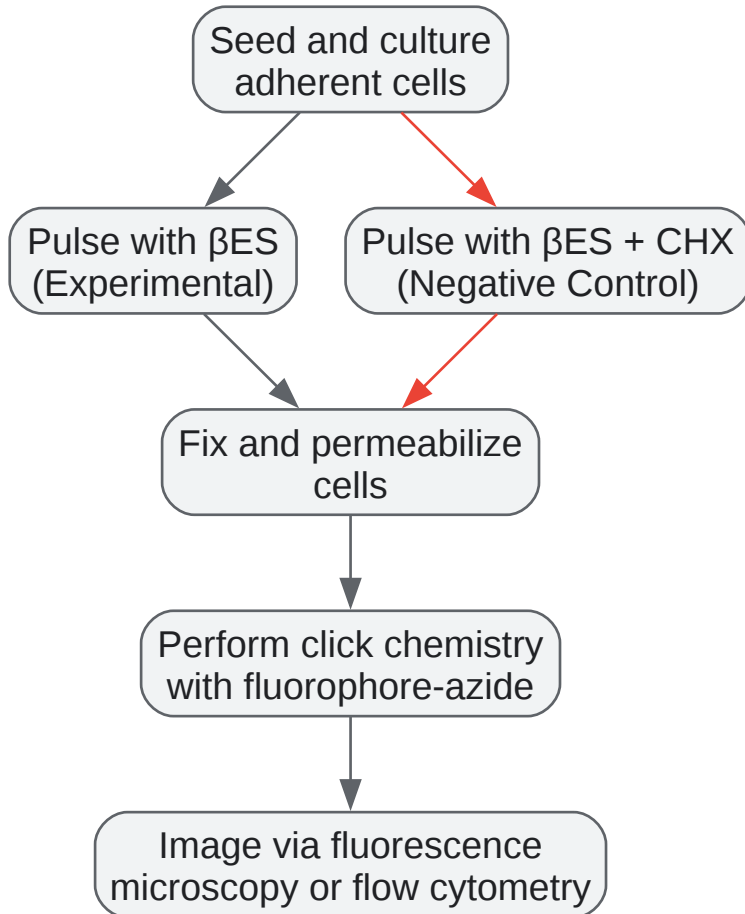 Seed and culture
adherent cells
Pulse with βES
(Experimental)
Pulse with βES + CHX
(Negative Control)
Fix and permeabilize
cells
Perform click chemistry
with fluorophore-azide
Image via fluorescence
microscopy or flow cytometry